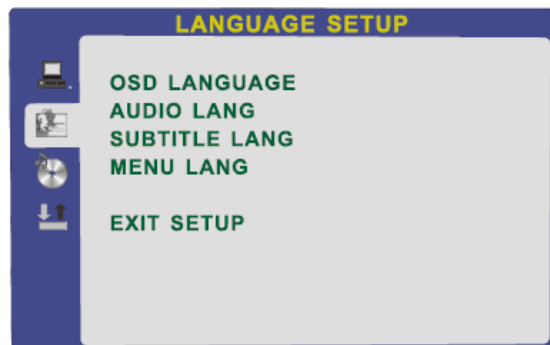 LANGUAGE SETUP
OSD LANGUAGE
AUDIO LANG
SUBTITLE LANG
MENU LANG
EXIT SETUP